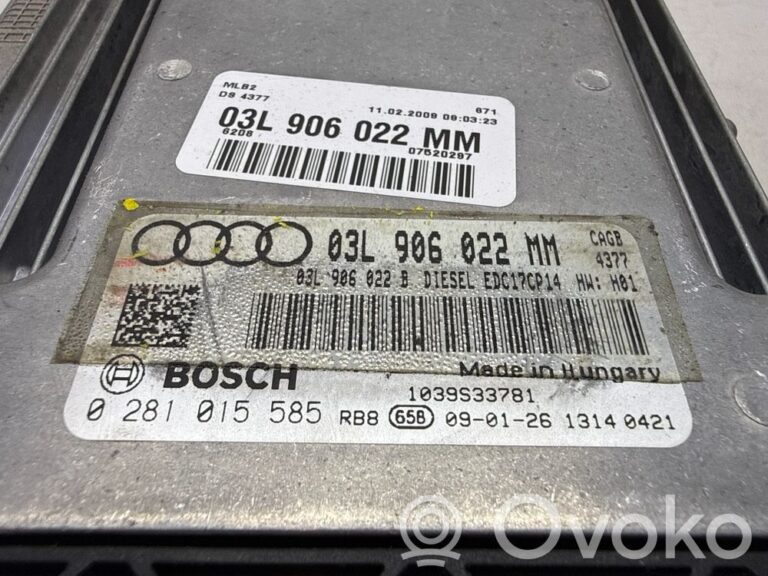 MLB2
DS 4377
11.02.2009 09:03:23
671
03L 906 022 MM
6208
07520297
03L 906 022 MM
CAGB
4377
03L 906 022 B DIESEL EDC17CP14 HW: H01
BOSCH
Made in Hungary
1039S33781
0 281 015 585 RB8 65B 09-01-26 1314 0421
Ovoko